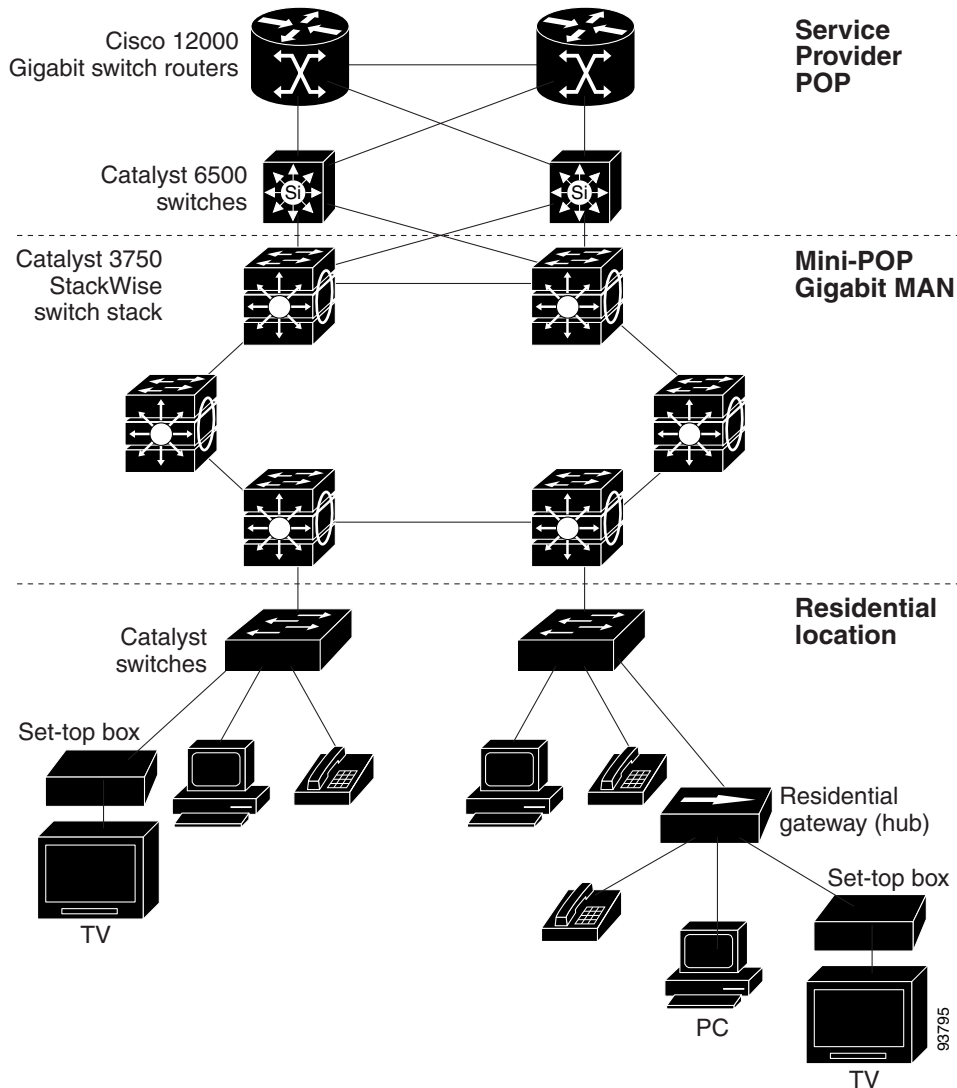 Cisco 12000
Gigabit switch routers
Service
Provider
POP
Catalyst 6500
switches
Si
Si
Catalyst 3750
StackWise
switch stack
Mini-POP
Gigabit MAN
Residential
location
Catalyst
switches
Set-top box
TV
Residential
gateway (hub)
Set-top box
PC
TV
93795